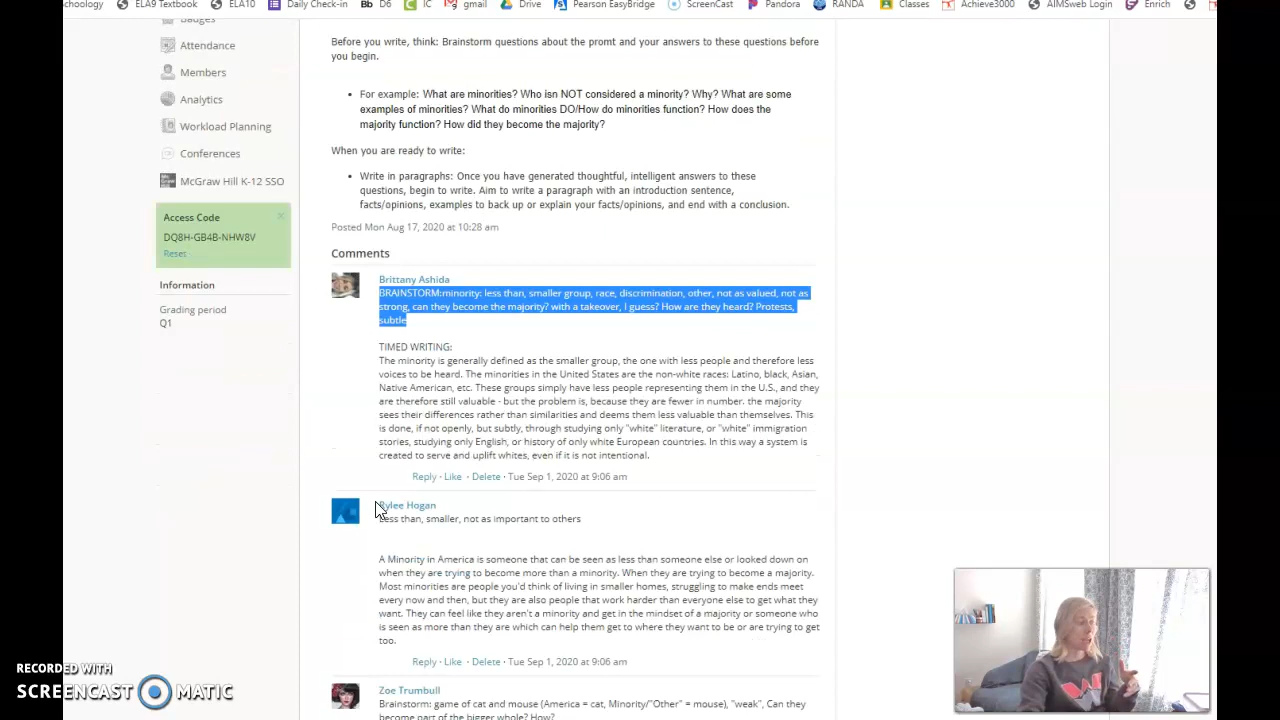 chology
ELA9 Textbook
ELA10
Daily Check-in
Bb D6
IC
gmail
Drive
Pearson EasyBridge
ScreenCast
Pandora
RANDA
Classes
Achieve3000
AIMSweb Login
Enrich
Badges
Attendance
Members
Analytics
Workload Planning
Conferences
McGraw Hill K-12 SSO
Access Code
DQ8H-GB4B-NHW8V
Reset
Information
Grading period
Q1
Before you write, think: Brainstorm questions about the promt and your answers to these questions before
you begin.
• For example: What are minorities? Who isn NOT considered a minority? Why? What are some
examples of minorities? What do minorities DO/How do minorities function? How does the
majority function? How did they become the majority?
When you are ready to write:
• Write in paragraphs: Once you have generated thoughtful, intelligent answers to these
questions, begin to write. Aim to write a paragraph with an introduction sentence,
facts/opinions, examples to back up or explain your facts/opinions, and end with a conclusion.
Posted Mon Aug 17, 2020 at 10:28 am
Comments
Brittany Ashida
BRAINSTORM:minority: less than, smaller group, race, discrimination, other, not as valued, not as
strong, can they become the majority? with a takeover, I guess? How are they heard? Protests,
subtle
TIMED WRITING:
The minority is generally defined as the smaller group, the one with less people and therefore less
voices to be heard. The minorities in the United States are the non-white races: Latino, black, Asian,
Native American, etc. These groups simply have less people representing them in the U.S., and they
are therefore still valuable - but the problem is, because they are fewer in number. the majority
sees their differences rather than similarities and deems them less valuable than themselves. This
is done, if not openly, but subtly, through studying only "white" literature, or "white" immigration
stories, studying only English, or history of only white European countries. In this way a system is
created to serve and uplift whites, even if it is not intentional.
Reply · Like · Delete · Tue Sep 1, 2020 at 9:06 am
Rylee Hogan
Less than, smaller, not as important to others
A Minority in America is someone that can be seen as less than someone else or looked down on
when they are trying to become more than a minority. When they are trying to become a majority.
Most minorities are people you'd think of living in smaller homes, struggling to make ends meet
every now and then, but they are also people that work harder than everyone else to get what they
want. They can feel like they aren't a minority and get in the mindset of a majority or someone who
is seen as more than they are which can help them get to where they want to be or are trying to get
too.
Reply · Like · Delete · Tue Sep 1, 2020 at 9:06 am
Zoe Trumbull
Brainstorm: game of cat and mouse (America = cat, Minority/"Other" = mouse), "weak", Can they
become part of the bigger whole? How?
RECORDED WITH
SCREENCAST MATIC